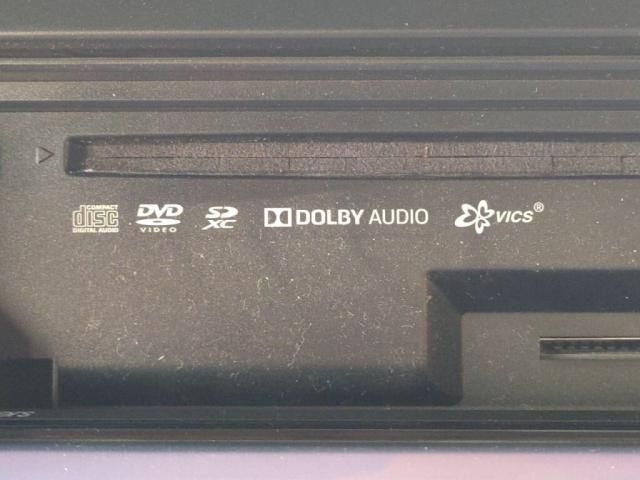 COMPACT
disc
DIGITAL AUDIO
DVD
VIDEO
SD
XC
DOLBY AUDIO
VICS®